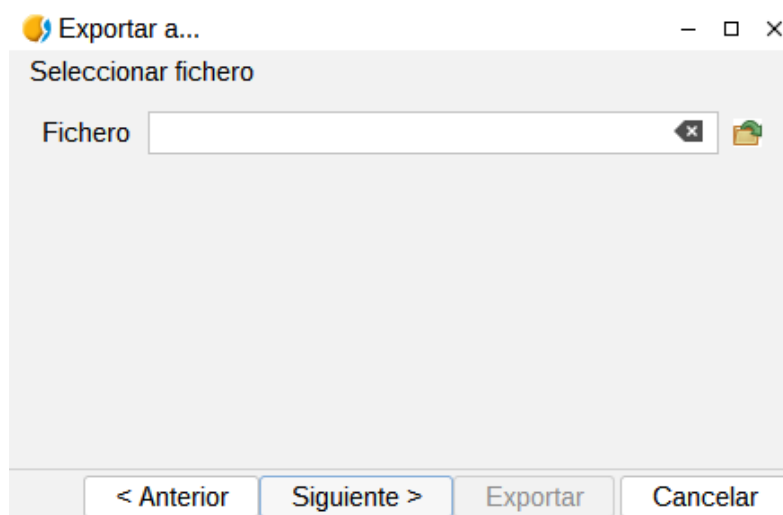 Exportar a...
Seleccionar fichero
Fichero
< Anterior Siguiente > Exportar Cancelar